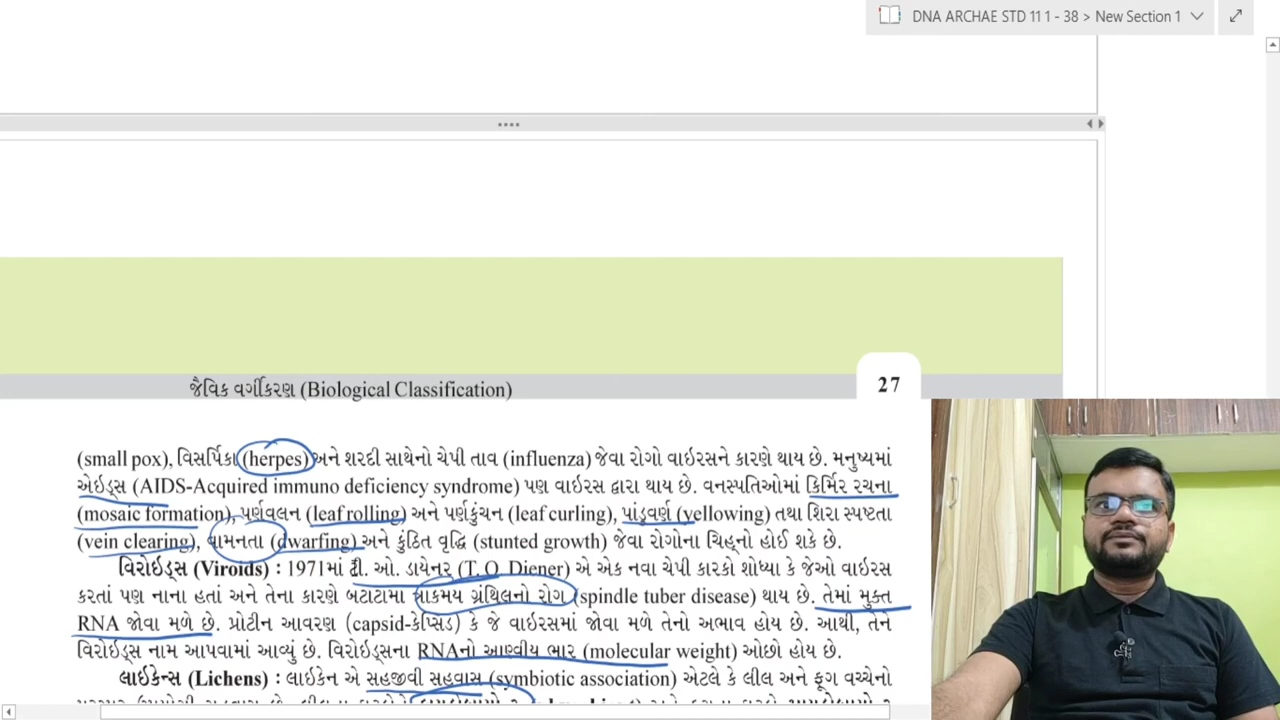 DNA ARCHAE STD 11 1 - 38 > New Section 1
જૈવિક વર્ગીકરણ (Biological Classification)
27
(small pox), વિસર્પિકા (herpes) અને શરદી સાથેનો ચેપી તાવ (influenza) જેવા રોગો વાઇરસને કારણે થાય છે. મનુષ્યમાં
એઇડ્સ (AIDS-Acquired immuno deficiency syndrome) પણ વાઇરસ દ્વારા થાય છે. વનસ્પતિઓમાં કિર્મિર રચના
(mosaic formation), પર્ણવલન (leaf rolling) અને પર્ણકુંચન (leaf curling), પાંડુવર્ણ (yellowing) તથા શિરા સ્પષ્ટતા
(vein clearing), વામનતા (dwarfing) અને કુંઠિત વૃદ્ધિ (stunted growth) જેવા રોગોના ચિહ્નો હોઈ શકે છે.
વિરોઇડ્સ (Viroids) : 1971માં ટી. ઓ. ડાયેનર (T. O. Diener) એ એક નવા ચેપી કારકો શોધ્યા કે જેઓ વાઇરસ
કરતાં પણ નાના હતાં અને તેના કારણે બટાટામાં ત્રાકમય ગ્રંથિલનો રોગ (spindle tuber disease) થાય છે. તેમાં મુક્ત
RNA જોવા મળે છે. પ્રોટીન આવરણ (capsid-કેપ્સિડ) કે જે વાઇરસમાં જોવા મળે તેનો અભાવ હોય છે. આથી, તેને
વિરોઇડ્સ નામ આપવામાં આવ્યું છે. વિરોઇડ્સના RNAનો આણ્વીય ભાર (molecular weight) ઓછો હોય છે.
લાઇકેન્સ (Lichens) : લાઇકેન એ સહજીવી સહવાસ (symbiotic association) એટલે કે લીલ અને ફૂગ વચ્ચેનો